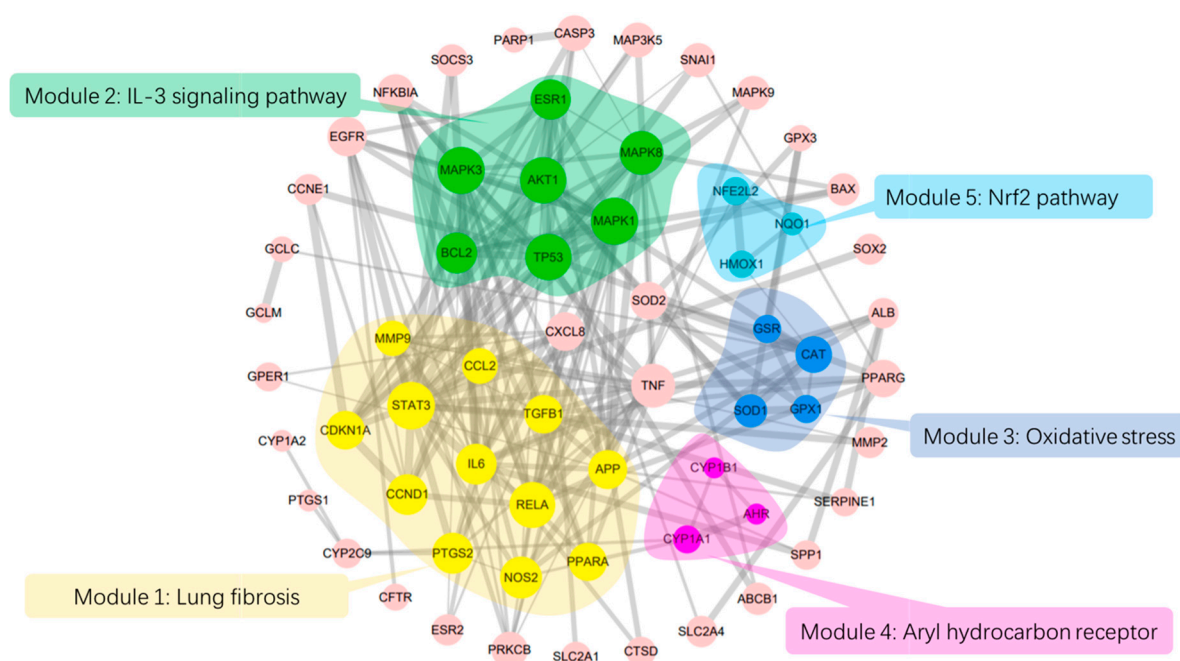 CASP3
PARP1
MAP3K5
SOCS3
SNAI1
Module 2: IL-3 signaling pathway
NFKBIA
ESR1
MAPK9
EGFR
GPX3
MAPK8
MAPK3
AKT1
CCNE1
NFE2L2
BAX
Module 5: Nrf2 pathway
MAPK1
NQO1
GCLC
BCL2
TP53
HMOX1
SOX2
SOD2
GCLM
ALB
CXCL8
GSR
MMP9
CAT
CCL2
GPER1
TNF
PPARG
STAT3
TGFB1
SOD1
GPX1
CDKN1A
Module 3: Oxidative stress
CYP1A2
MMP2
IL6
APP
CYP1B1
CCND1
PTGS1
RELA
SERPINE1
AHR
CYP1A1
CYP2C9
PTGS2
SPP1
PPARA
NOS2
Module 1: Lung fibrosis
CFTR
ABCB1
ESR2
SLC2A4
Module 4: Aryl hydrocarbon receptor
PRKCB
CTSD
SLC2A1